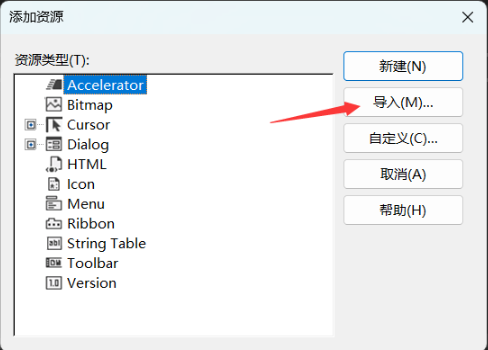 添加资源
资源类型(T):
Accelerator
Bitmap
Cursor
Dialog
HTML
Icon
Menu
Ribbon
String Table
Toolbar
Version
新建(N)
导入(M)...
自定义(C)...
取消(A)
帮助(H)